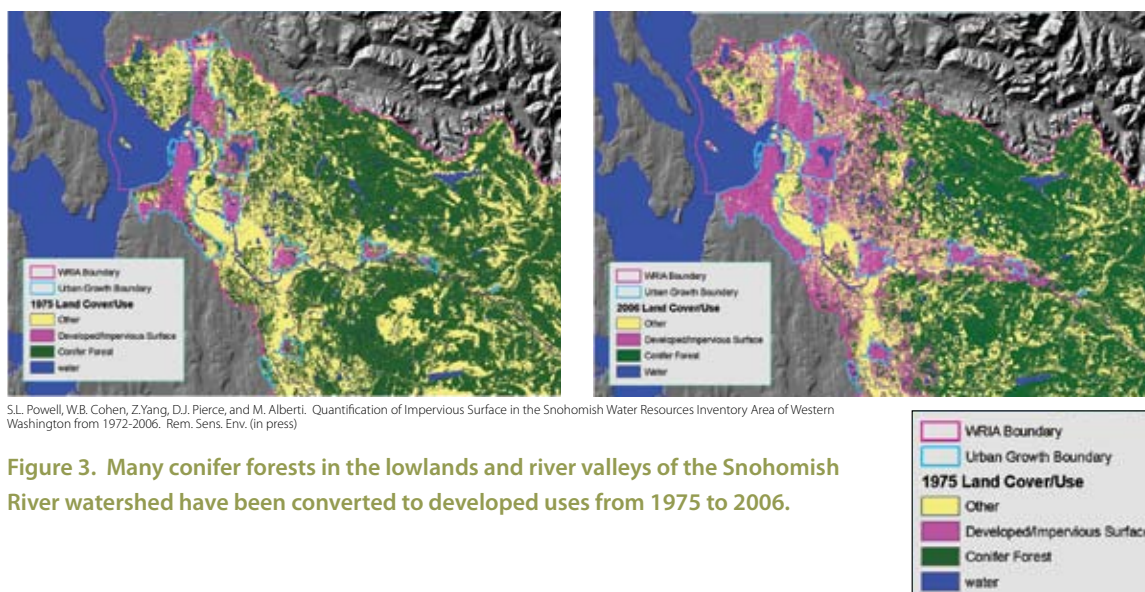 WRIA Boundary
Urban Growth Boundary
1975 Land Cover/Use
Other
Developed/Impervious Surface
Conifer Forest
water
WRIA Boundary
Urban Growth Boundary
2006 Land Cover/Use
Other
Developed/Impervious Surface
Conifer Forest
Water
S.L. Powell, W.B. Cohen, Z.Yang, D.J. Pierce, and M. Alberti. Quantification of Impervious Surface in the Snohomish Water Resources Inventory Area of Western
Washington from 1972-2006. Rem. Sens. Env. (in press)
Figure 3. Many conifer forests in the lowlands and river valleys of the Snohomish
River watershed have been converted to developed uses from 1975 to 2006.
WRIA Boundary
Urban Growth Boundary
1975 Land Cover/Use
Other
Developed/Impervious Surface
Conifer Forest
water